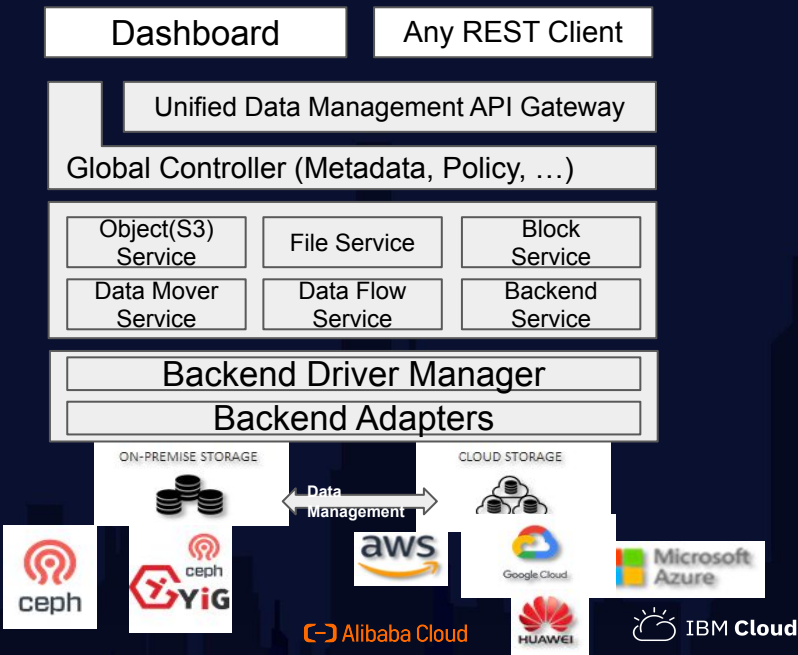 Dashboard
Any REST Client
Unified Data Management API Gateway
Global Controller (Metadata, Policy, …)
Object(S3)
Service
File Service
Block
Service
Data Mover
Service
Data Flow
Service
Backend
Service
Backend Driver Manager
Backend Adapters
ON-PREMISE STORAGE
CLOUD STORAGE
Data
Management
ceph
ceph
YiG
aws
Google Cloud
Microsoft
Azure
Alibaba Cloud
HUAWEI
IBM Cloud